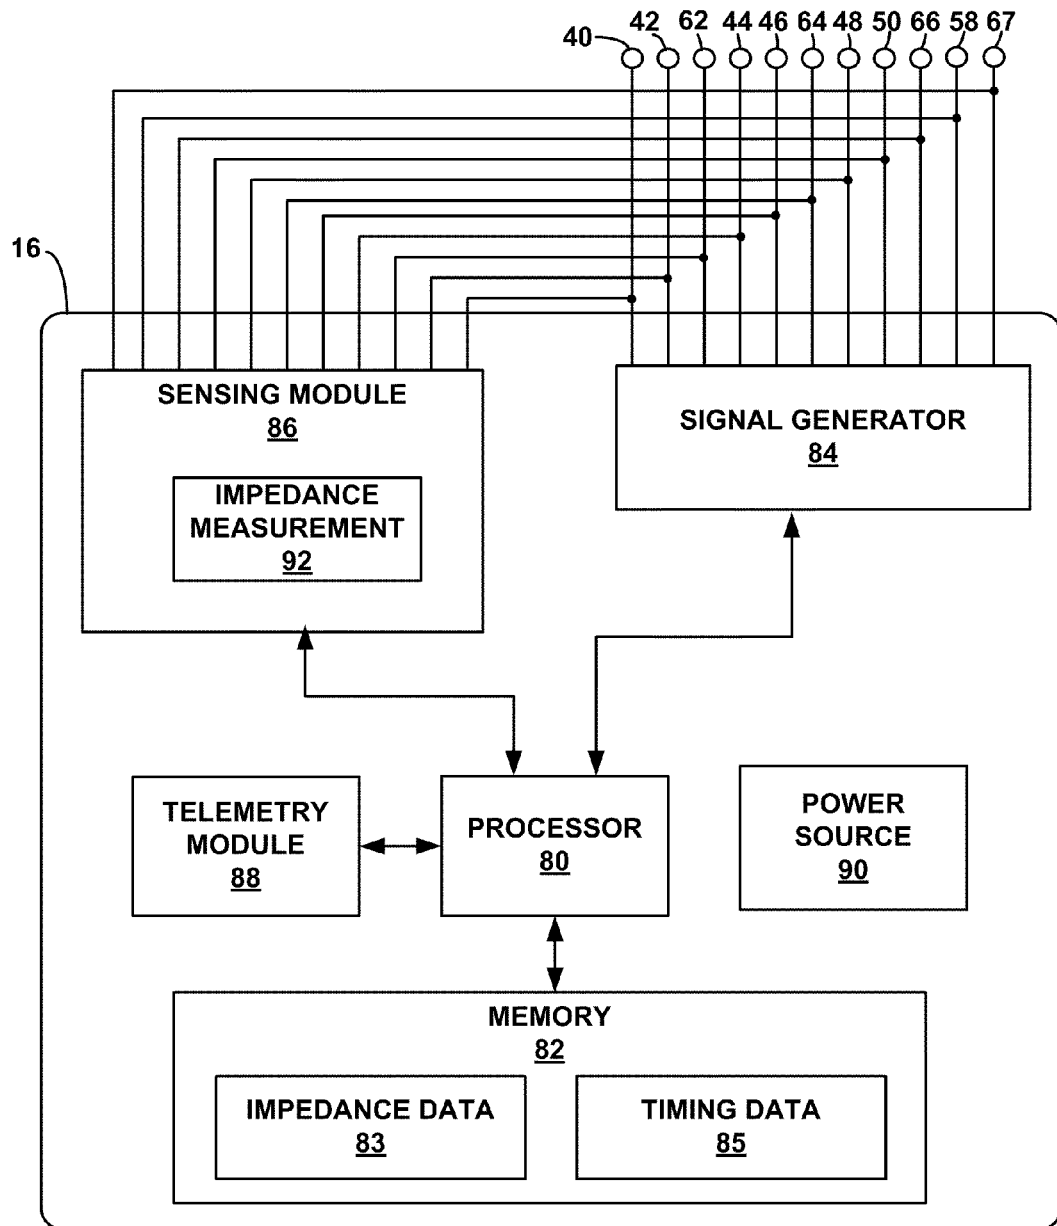 40 42 62 44 46 64 48 50 66 58 67
16
SENSING MODULE
86
IMPEDANCE
MEASUREMENT
92
SIGNAL GENERATOR
84
TELEMETRY
MODULE
88
PROCESSOR
80
POWER
SOURCE
90
MEMORY
82
IMPEDANCE DATA
83
TIMING DATA
85